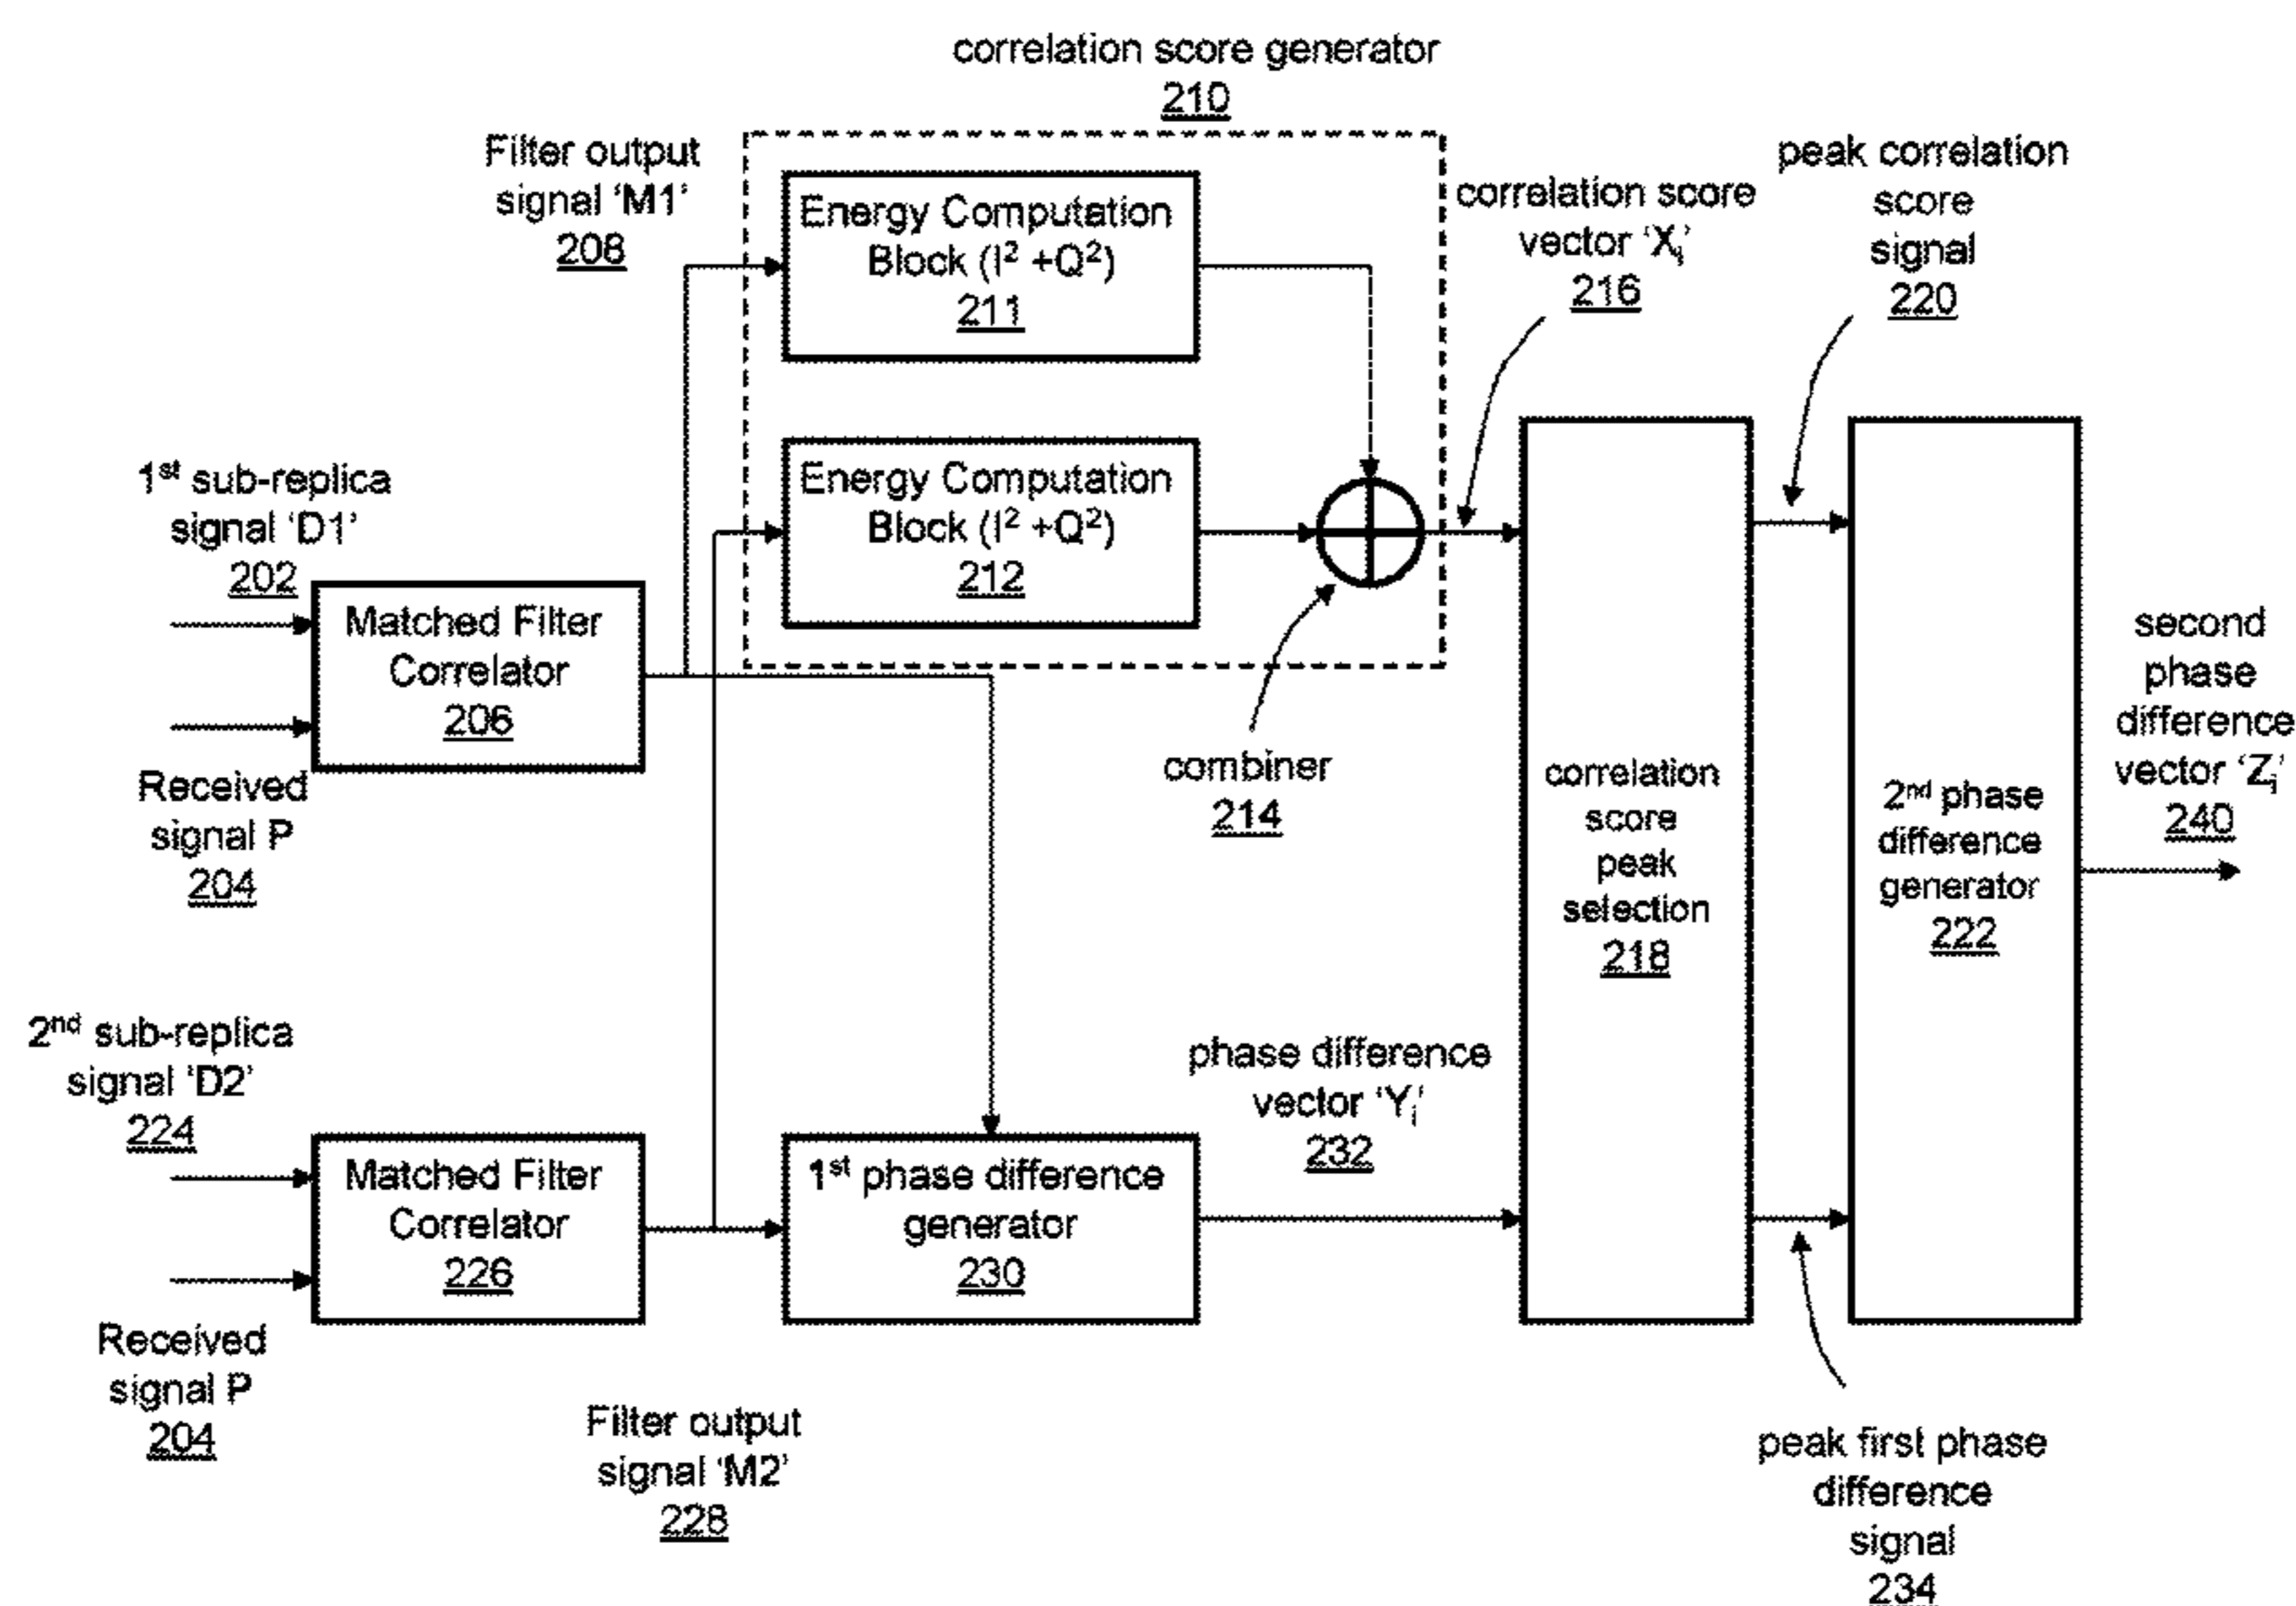 correlation score generator
210
Filter output
signal 'M1'
208
Energy Computation
Block (I² +Q²)
211
correlation score
vector 'Xᵢ'
216
peak correlation
score
signal
220
1st sub-replica
signal 'D1'
202
Energy Computation
Block (I² +Q²)
212
Matched Filter
Correlator
206
Received
signal P
204
combiner
214
correlation
score
peak
selection
218
2nd phase
difference
generator
222
second
phase
difference
vector 'Zᵢ'
240
2nd sub-replica
signal 'D2'
224
Matched Filter
Correlator
226
Received
signal P
204
1st phase difference
generator
230
phase difference
vector 'Yᵢ'
232
Filter output
signal 'M2'
228
peak first phase
difference
signal
234